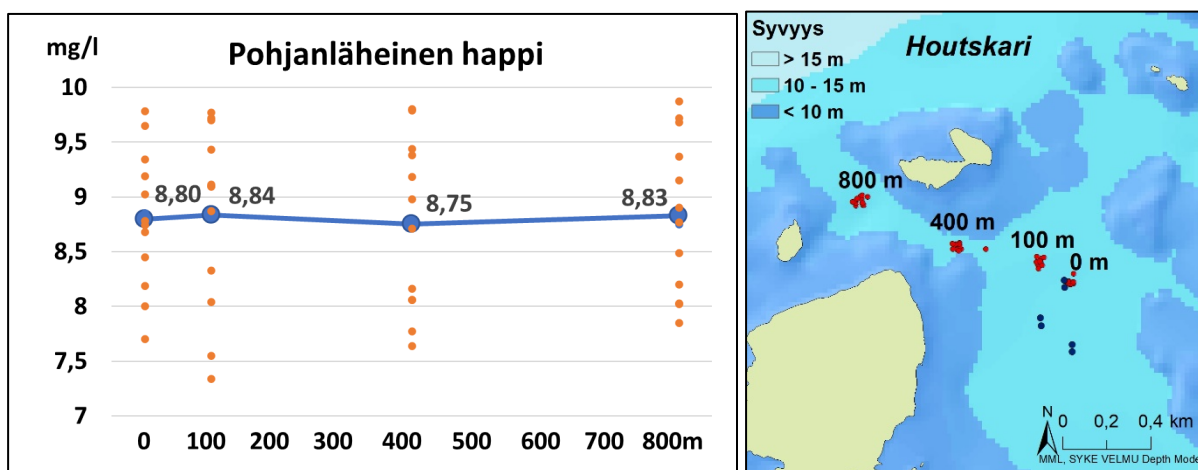 mg/l
Pohjanläheinen happi
10
9,5
9
8,5
8
7,5
7
8,80
8,84
8,75
8,83
0 100 200 300 400 500 600 700 800m
Syvyys
> 15 m
10 - 15 m
< 10 m
Houtskari
800 m
400 m
100 m
0 m
N
0 0,2 0,4 km
MML, SYKE VELMU Depth Mode